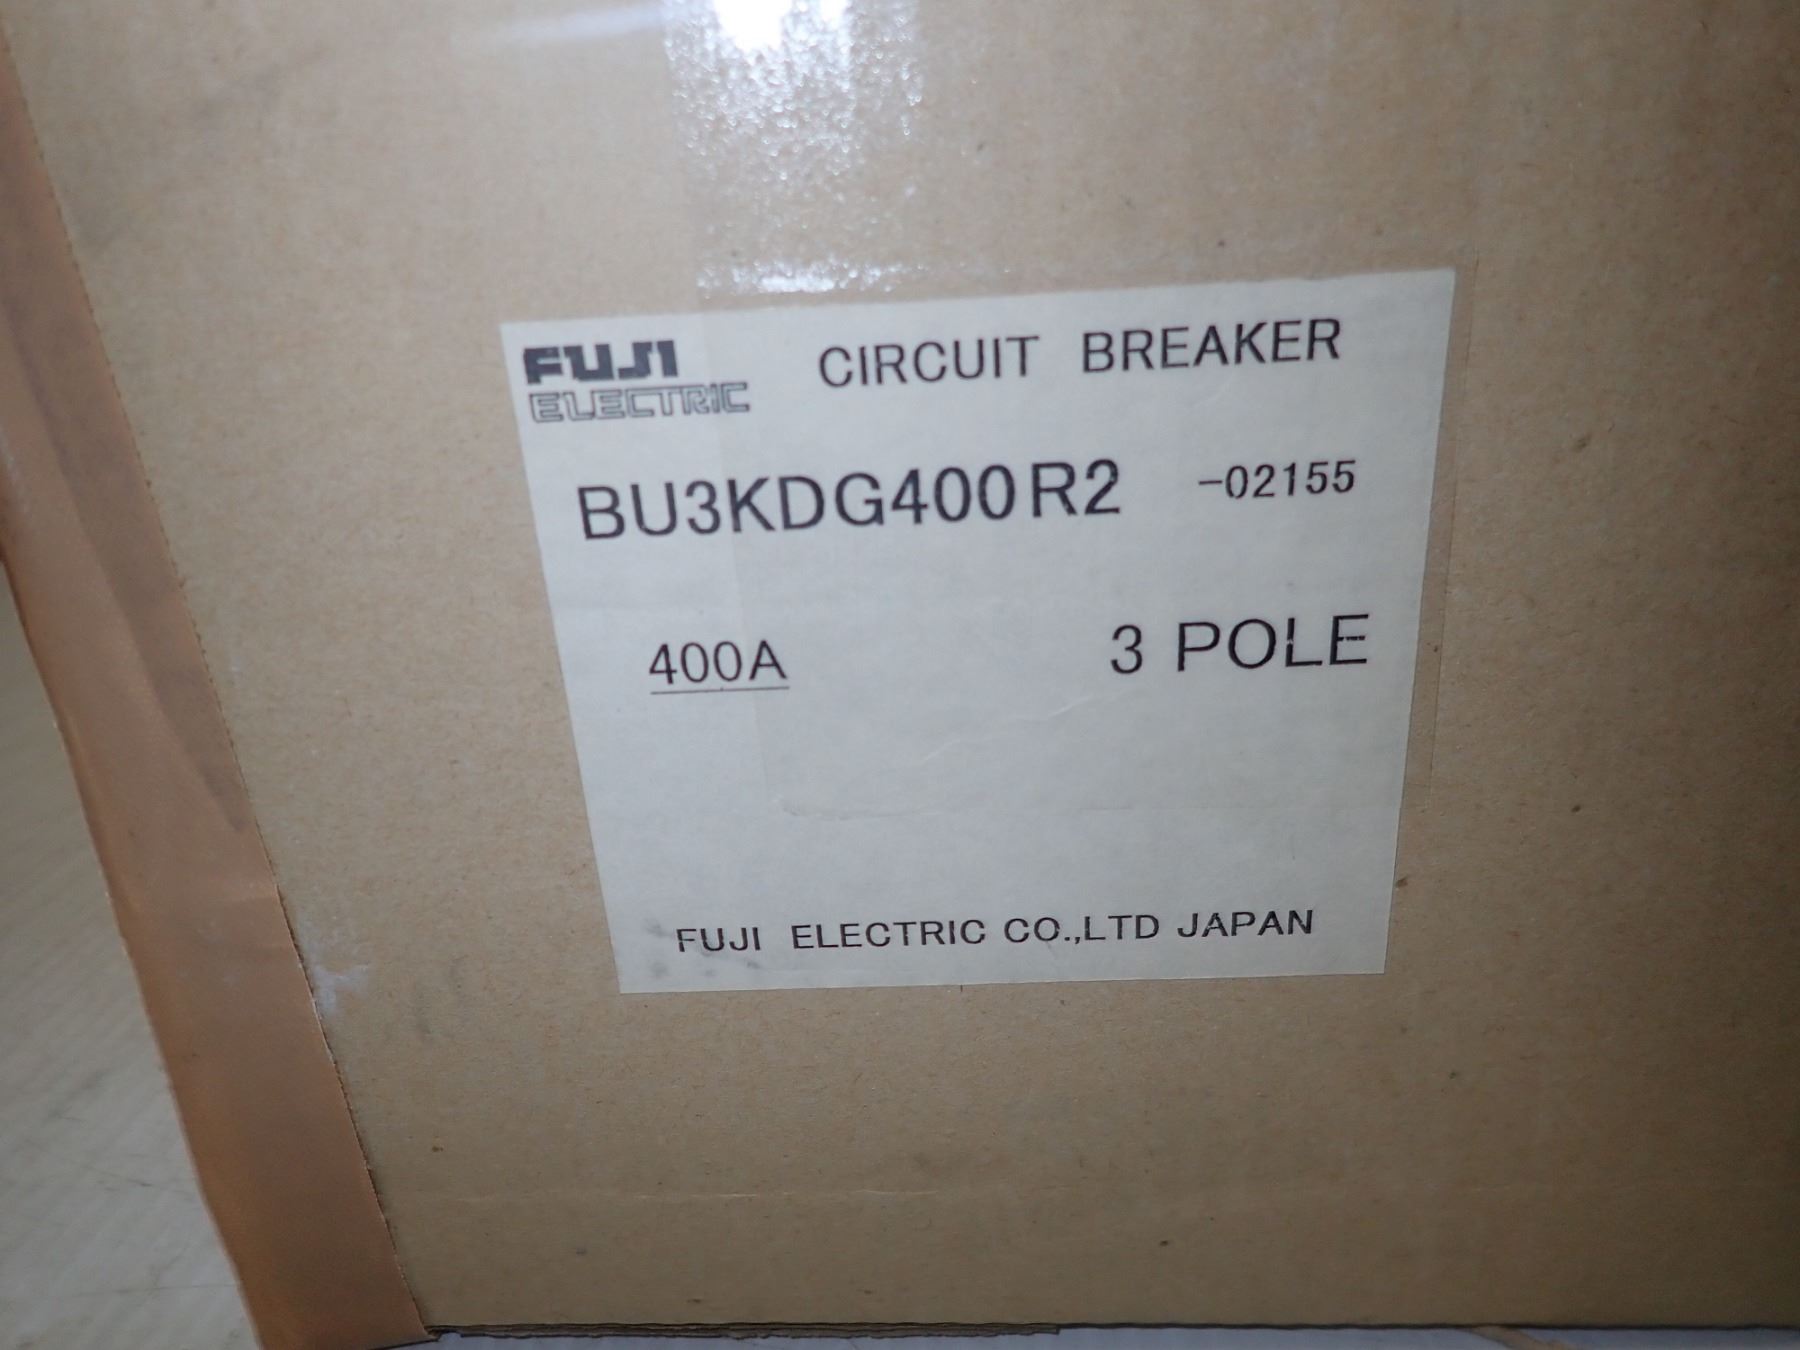 FUJI ELECTRIC CIRCUIT BREAKER
BU3KDG400R2 -02155
400A 3 POLE
FUJI ELECTRIC CO.,LTD JAPAN